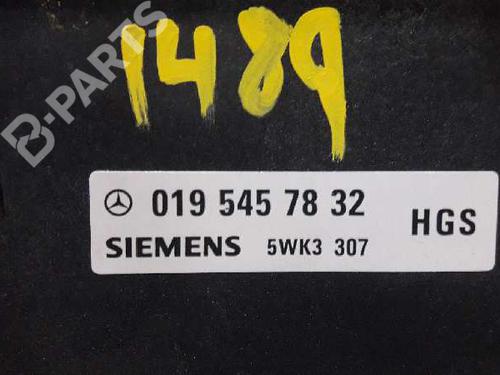 B-PARTS
1489
019 545 78 32
HGS
SIEMENS 5WK3 307